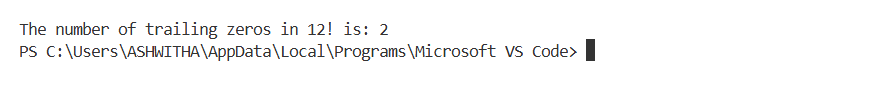 The number of trailing zeros in 12! is: 2
PS C:\Users\ASHWITHA\AppData\Local\Programs\Microsoft VS Code>